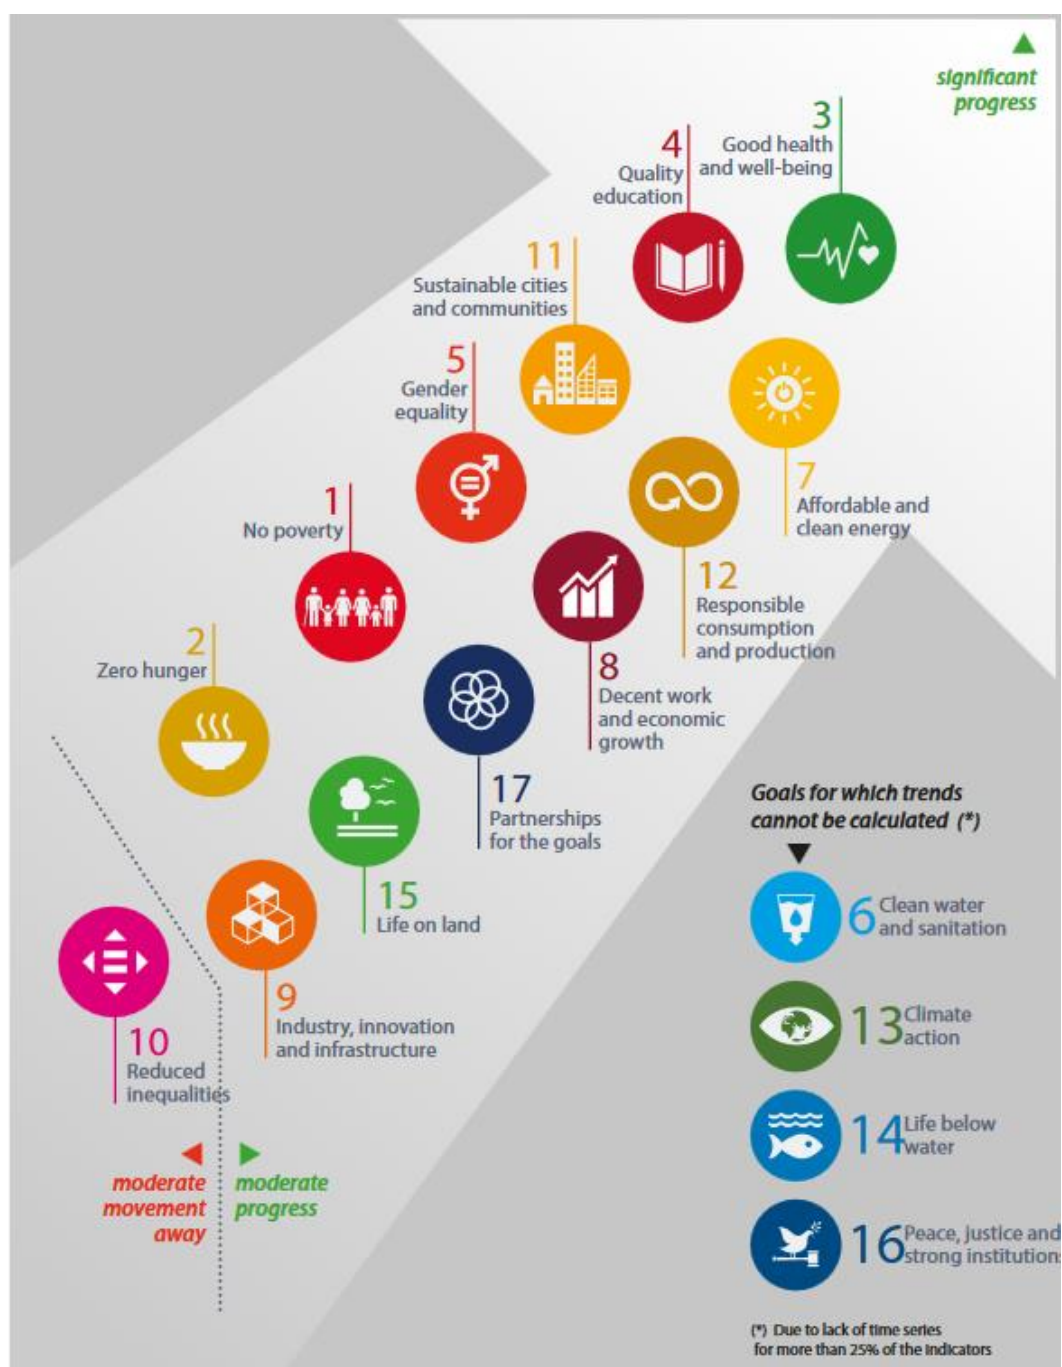 significant
progress
3
Good health
and well-being
4
Quality
education
11
Sustainable cities
and communities
5
Gender
equality
7
Affordable and
clean energy
1
No poverty
12
Responsible
consumption
and production
2
Zero hunger
8
Decent work
and economic
growth
17
Partnerships
for the goals
15
Life on land
9
Industry, innovation
and infrastructure
10
Reduced
inequalities
moderate
movement
away
moderate
progress
Goals for which trends
cannot be calculated (*)
6 Clean water
and sanitation
13 Climate
action
14 Life below
water
16 Peace, justice and
strong institution
(*) Due to lack of time series
for more than 25% of the indicators